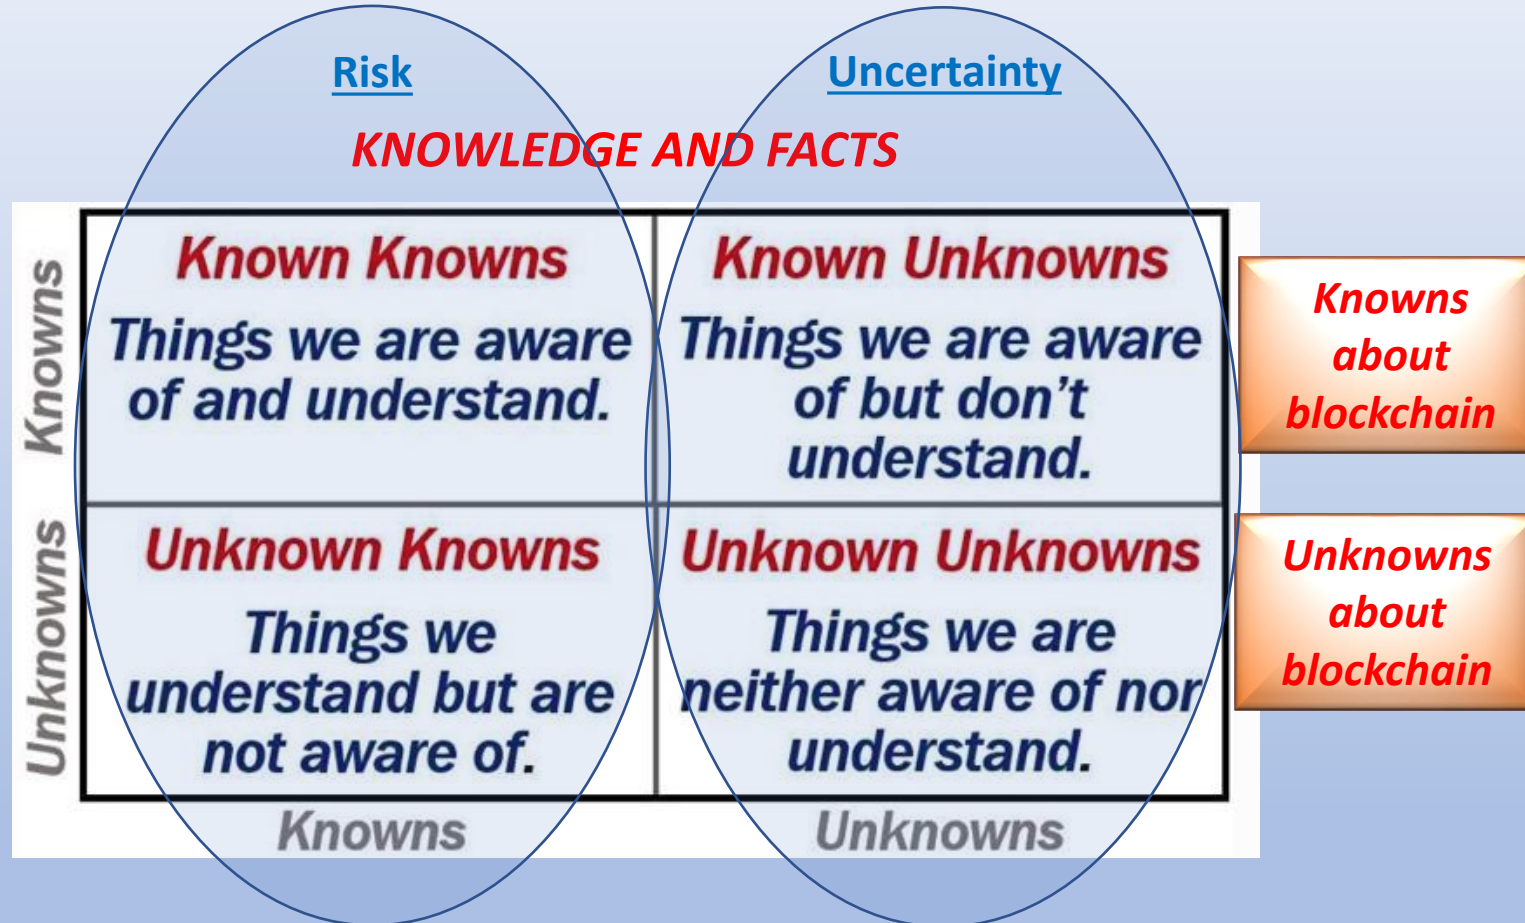 Risk
Uncertainty
KNOWLEDGE AND FACTS
Knowns
Known Knowns
Things we are aware
of and understand.
Known Unknowns
Things we are aware
of but don't
understand.
Knowns
about
blockchain
Unknowns
Unknown Knowns
Things we
understand but are
not aware of.
Unknown Unknowns
Things we are
neither aware of nor
understand.
Unknowns
about
blockchain
Knowns
Unknowns